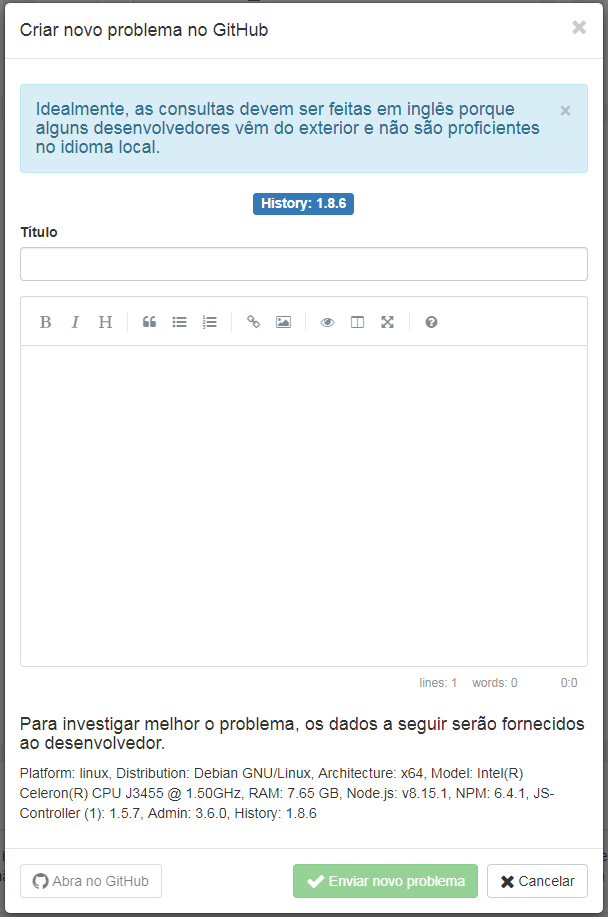 Criar novo problema no GitHub
Idealmente, as consultas devem ser feitas em inglês porque
alguns desenvolvedores vêm do exterior e não são proficientes
no idioma local.
History: 1.8.6
Título
B I H
lines: 1 words: 0 0:0
Para investigar melhor o problema, os dados a seguir serão fornecidos
ao desenvolvedor.
Platform: linux, Distribution: Debian GNU/Linux, Architecture: x64, Model: Intel(R)
Celeron(R) CPU J3455 @ 1.50GHz, RAM: 7.65 GB, Node.js: v8.15.1, NPM: 6.4.1, JS-
Controller (1): 1.5.7, Admin: 3.6.0, History: 1.8.6
Abra no GitHub
Enviar novo problema
Cancelar